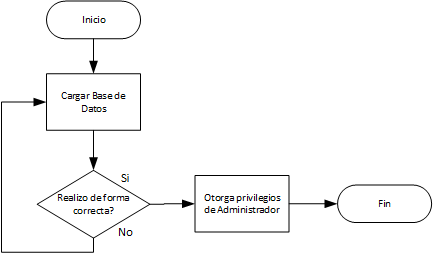 Inicio
Cargar Base de
Datos
Si
Realizo de forma
correcta?
No
Otorga privilegios
de Administrador
Fin